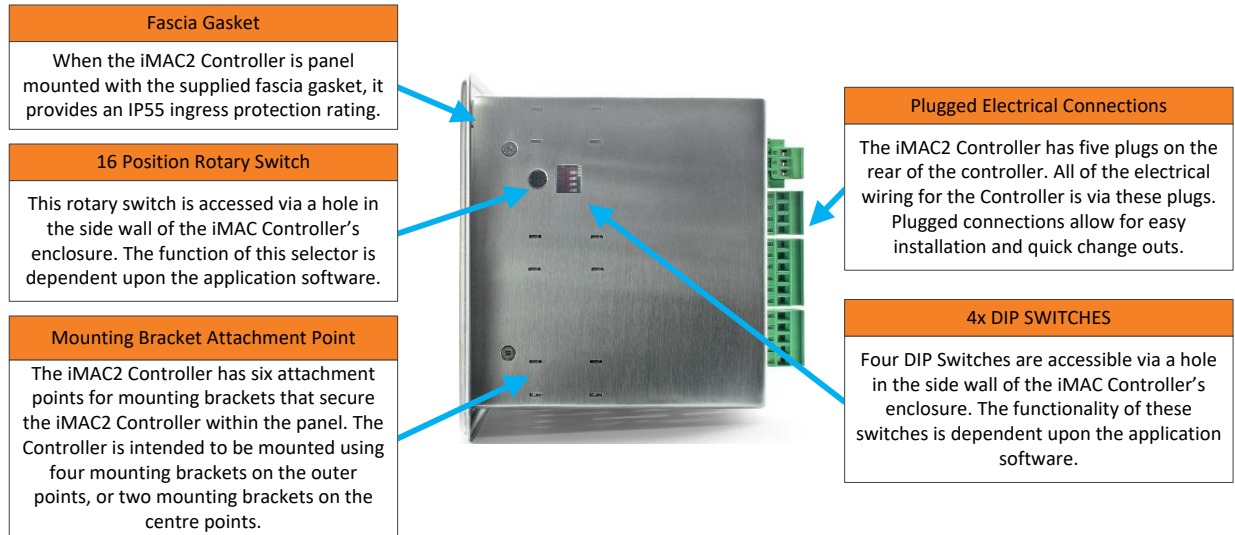 Fascia Gasket
When the iMAC2 Controller is panel
mounted with the supplied fascia gasket, it
provides an IP55 ingress protection rating.
16 Position Rotary Switch
This rotary switch is accessed via a hole in
the side wall of the iMAC Controller's
enclosure. The function of this selector is
dependent upon the application software.
Mounting Bracket Attachment Point
The iMAC2 Controller has six attachment
points for mounting brackets that secure
the iMAC2 Controller within the panel. The
Controller is intended to be mounted using
four mounting brackets on the outer
points, or two mounting brackets on the
centre points.
Plugged Electrical Connections
The iMAC2 Controller has five plugs on the
rear of the controller. All of the electrical
wiring for the Controller is via these plugs.
Plugged connections allow for easy
installation and quick change outs.
4x DIP SWITCHES
Four DIP Switches are accessible via a hole
in the side wall of the iMAC Controller's
enclosure. The functionality of these
switches is dependent upon the application
software.